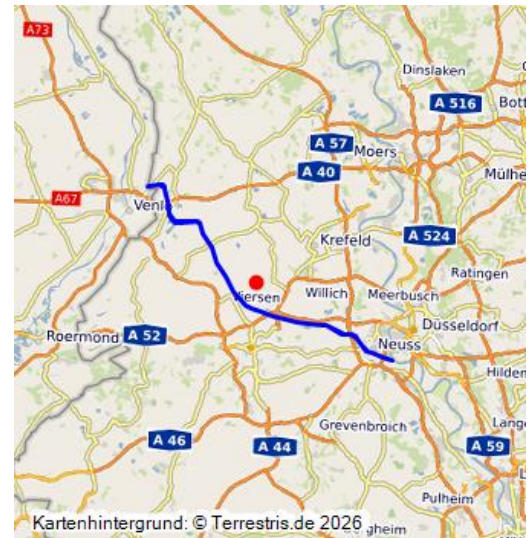 A73
Dinslaken
A 516
Bott
A 57
Moers
A 40
Mülhe
A67
Venlo
Krefeld
A 524
Ratingen
Viersen
Willich
Meerbusch
Roermond
A 52
Düsseldorf
Neuss
Hilden
Grevenbroich
Lange
A 46
A 44
A 59
Pulheim
Kartenhintergrund: © Terrestris.de 2026